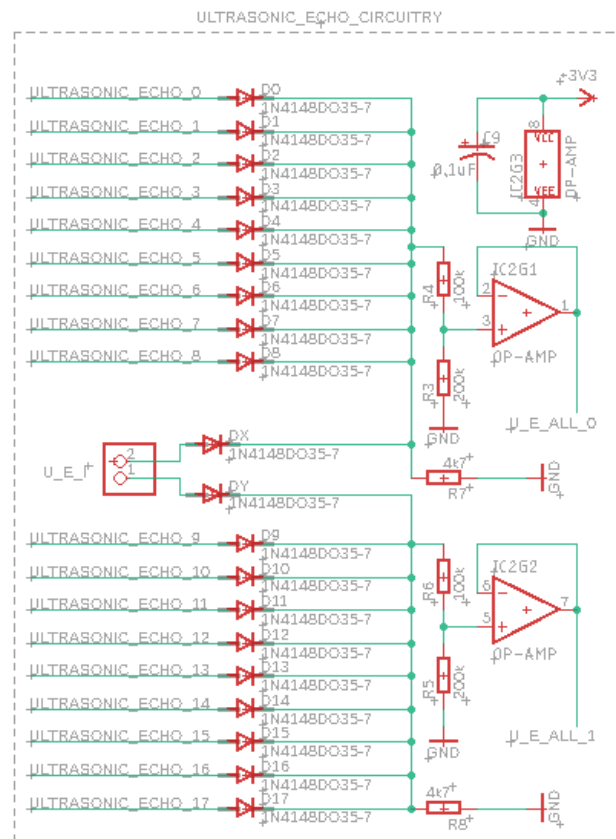 ULTRASONIC_ECHO_CIRCUITRY
+3V3
ULTRASONIC_ECHO_0
D0
1N4148DO35-7
ULTRASONIC_ECHO_1
D1
1N4148DO35-7
ULTRASONIC_ECHO_2
D2
1N4148DO35-7
ULTRASONIC_ECHO_3
D3
1N4148DO35-7
ULTRASONIC_ECHO_4
D4
1N4148DO35-7
ULTRASONIC_ECHO_5
D5
1N4148DO35-7
ULTRASONIC_ECHO_6
D6
1N4148DO35-7
ULTRASONIC_ECHO_7
D7
1N4148DO35-7
ULTRASONIC_ECHO_8
D8
1N4148DO35-7
C9
0.1uF
IC2G3
8
VCC
VEE
4
OP-AMP
GND
R4
100k
R3
200k
GND
IC2G1
2
3
1
OP-AMP
U_E_ALL_0
U_E_I
2
1
DX
1N4148DO35-7
DY
1N4148DO35-7
4k7
R7
GND
ULTRASONIC_ECHO_9
D9
1N4148DO35-7
ULTRASONIC_ECHO_10
D10
1N4148DO35-7
ULTRASONIC_ECHO_11
D11
1N4148DO35-7
ULTRASONIC_ECHO_12
D12
1N4148DO35-7
ULTRASONIC_ECHO_13
D13
1N4148DO35-7
ULTRASONIC_ECHO_14
D14
1N4148DO35-7
ULTRASONIC_ECHO_15
D15
1N4148DO35-7
ULTRASONIC_ECHO_16
D16
1N4148DO35-7
ULTRASONIC_ECHO_17
D17
1N4148DO35-7
R6
100k
R5
200k
GND
IC2G2
6
5
7
OP-AMP
U_E_ALL_1
4k7
R8
GND